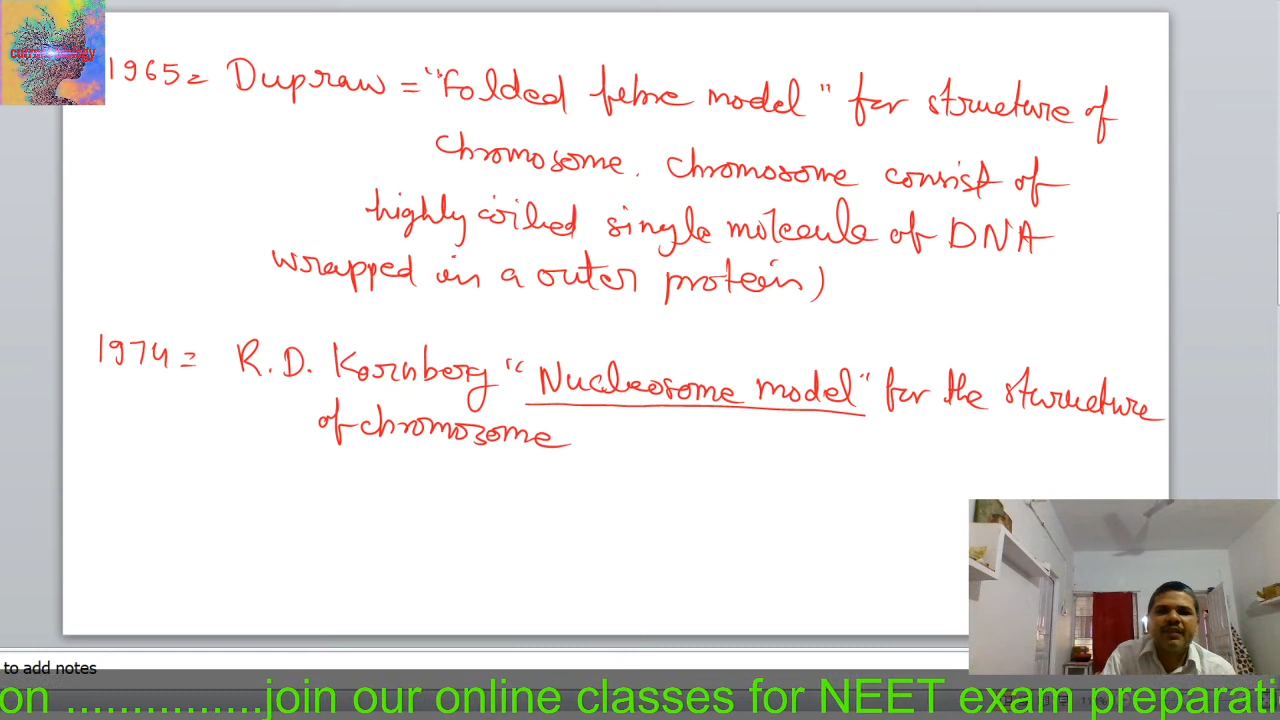 1965= Dupraw = "Folded febre model" for structure of
chromosome. chromosome consist of
highly coiled single molecule of DNA
wrapped in a outer protein)
1974= R.D. Kornberg "Nucleosome model" for the structure
of chromosome
to add notes
on ...............join our online classes for NEET exam preparati